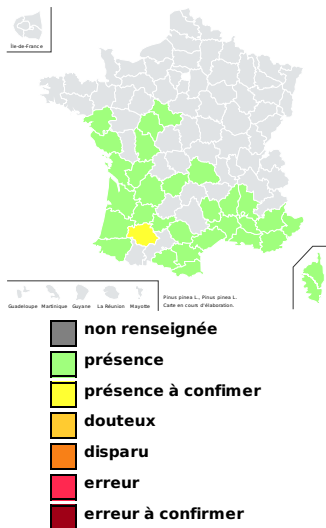 Île-de-France
Guadeloupe Martinique Guyane La Réunion Mayotte
Pinus pinea L., Pinus pinea L.
Carte en cours d'élaboration.
non renseignée
présence
présence à confimer
douteux
disparu
erreur
erreur à confirmer